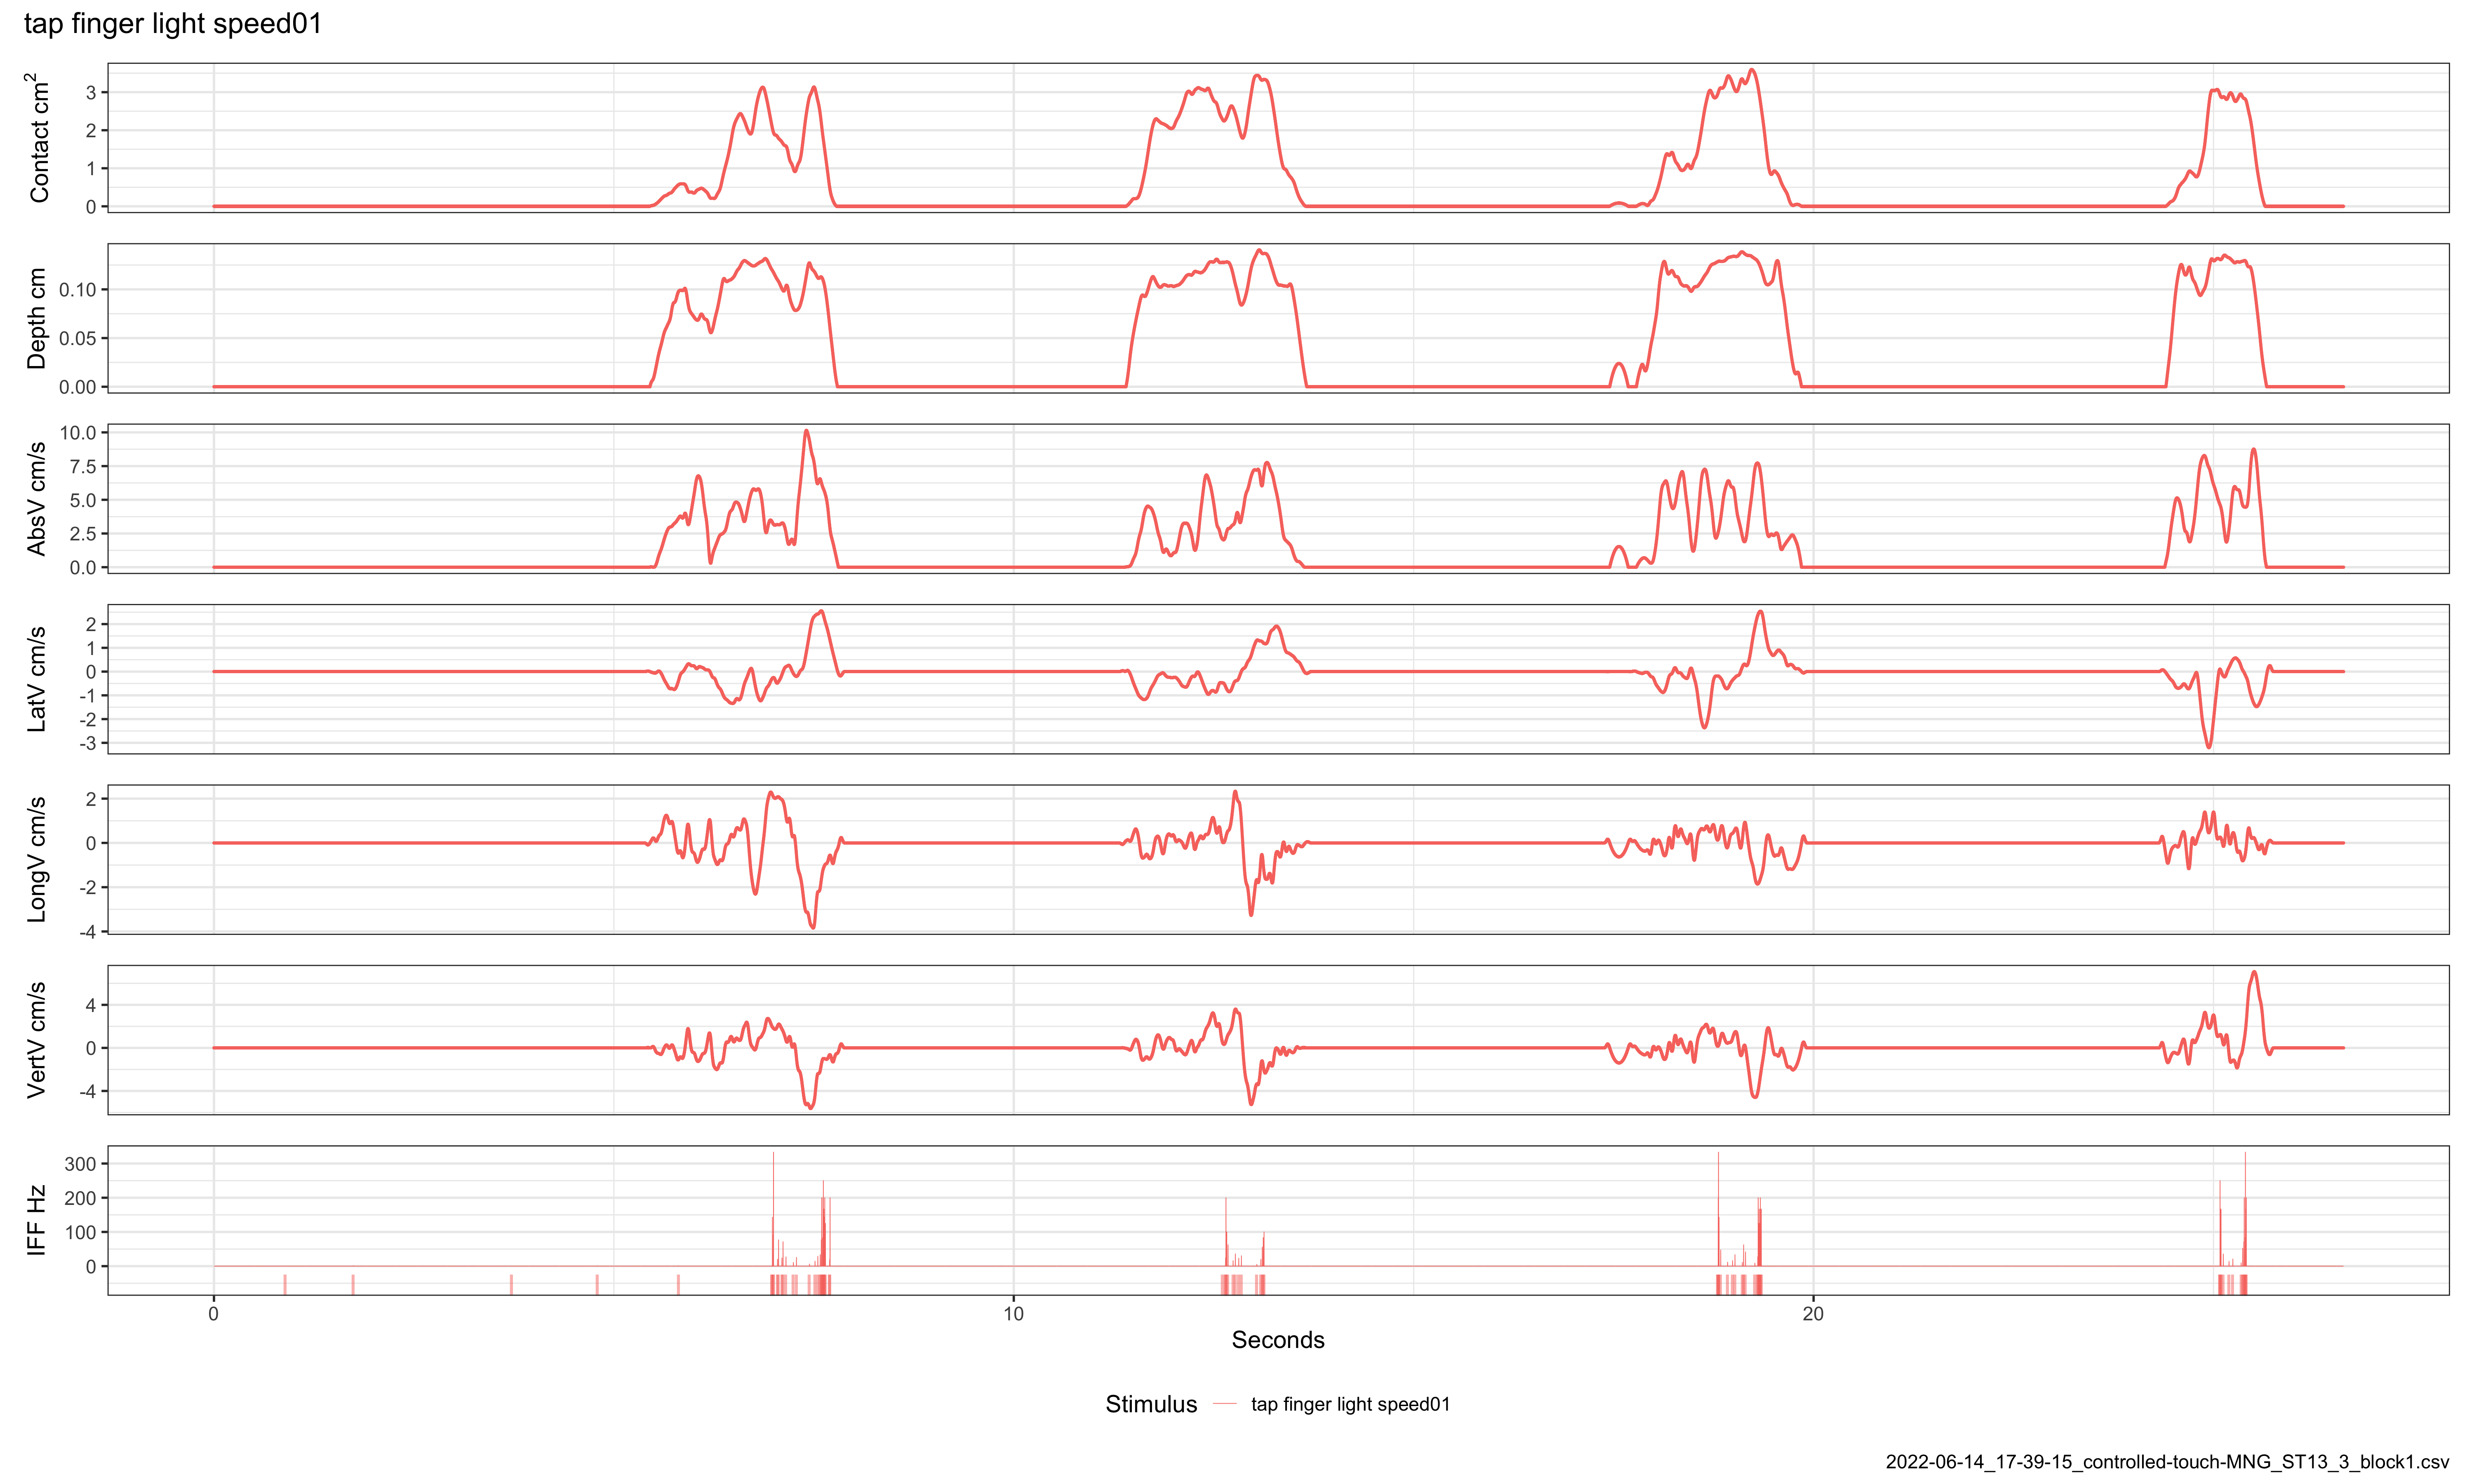 tap finger light speed01
Contact cm²
3
2
1
0
Depth cm
0.10
0.05
0.00
AbsV cm/s
10.0
7.5
5.0
2.5
0.0
LatV cm/s
2
1
0
-1
-2
-3
LongV cm/s
2
0
-2
-4
VertV cm/s
4
0
-4
IFF Hz
300
200
100
0
0 10 20
Seconds
Stimulus tap finger light speed01
2022-06-14_17-39-15_controlled-touch-MNG_ST13_3_block1.csv